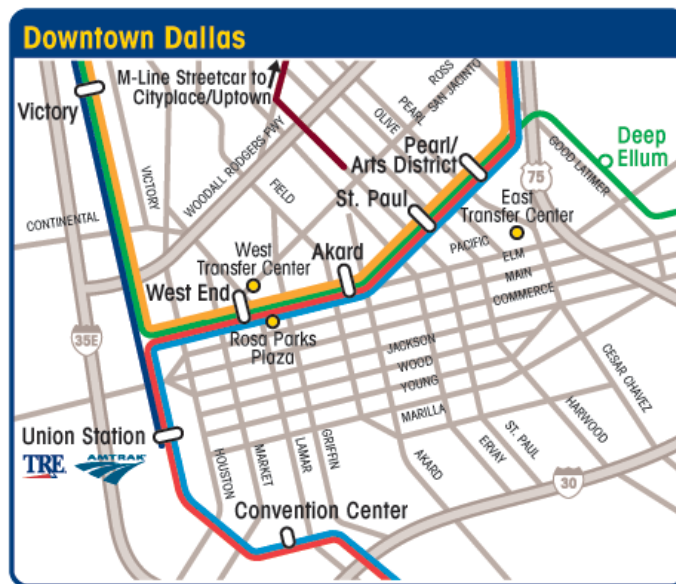 Downtown Dallas
M-Line Streetcar to
Cityplace/Uptown
Victory
ROSS
SAN JACINTO
PEARL
OLIVE
Pearl/
Arts District
GOOD LATIMER
Deep
Ellum
75
WOODALL RODGERS FWY
VICTORY
FIELD
St. Paul
East
Transfer Center
CONTINENTAL
West
Transfer Center
Akard
PACIFIC
ELM
MAIN
COMMERCE
West End
Rosa Parks
Plaza
35E
JACKSON
WOOD
YOUNG
MARILLA
CESAR CHAVEZ
HARWOOD
ST. PAUL
ERVAY
AKARD
Union Station
TRE
AMTRAK
HOUSTON
MARKET
LAMAR
GRIFFIN
30
Convention Center